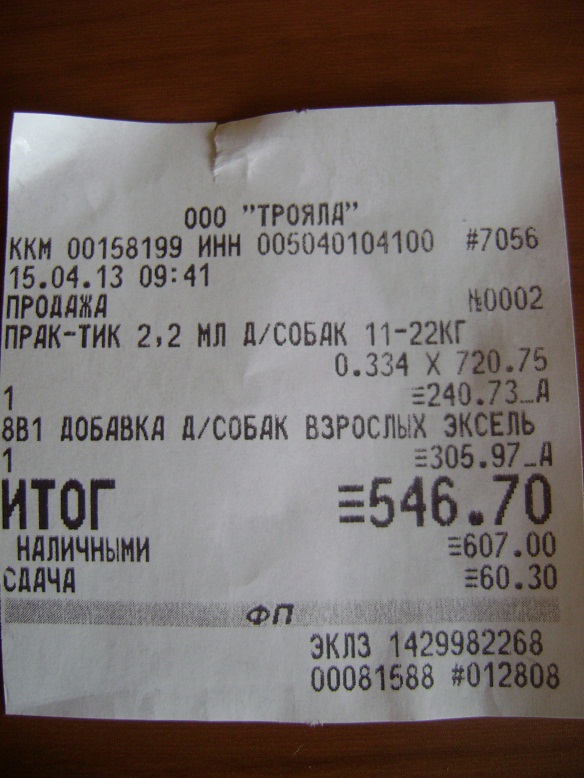 ООО "ТРОЯЛА"
ККМ 00158199 ИНН 005040104100 #7056
15.04.13 09:41
ПРОДАЖА №0002
ПРАК-ТИК 2,2 МЛ Д/СОБАК 11-22КГ
0.334 X 720.75
1 ≡240.73_А
8В1 ДОБАВКА Д/СОБАК ВЗРОСЛЫХ ЭКСЕЛЬ
1 ≡305.97_А
ИТОГ ≡546.70
НАЛИЧНЫМИ ≡607.00
СДАЧА ≡60.30
ФП
ЭКЛЗ 1429982268
00081588 #012808